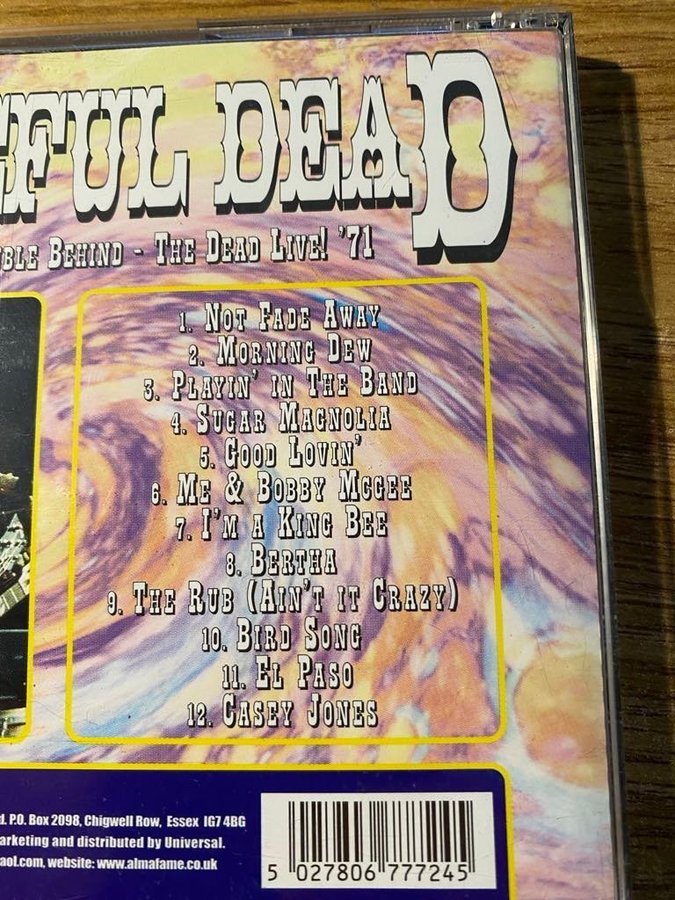 FUL DEAD
BLE BEHIND - THE DEAD LIVE! '71
1. NOT FADE AWAY
2. MORNING DEW
3. PLAYIN' IN THE BAND
4. SUGAR MAGNOLIA
5. GOOD LOVIN'
6. ME & BOBBY MCGEE
7. I'M A KING BEE
8. BERTHA
9. THE RUB (AIN'T IT CRAZY)
10. BIRD SONG
11. EL PASO
12. CASEY JONES
d. P.O. Box 2098, Chigwell Row, Essex IG7 4BG
arketing and distributed by Universal.
aol.com, website: www.almafame.co.uk
5 027806 777245